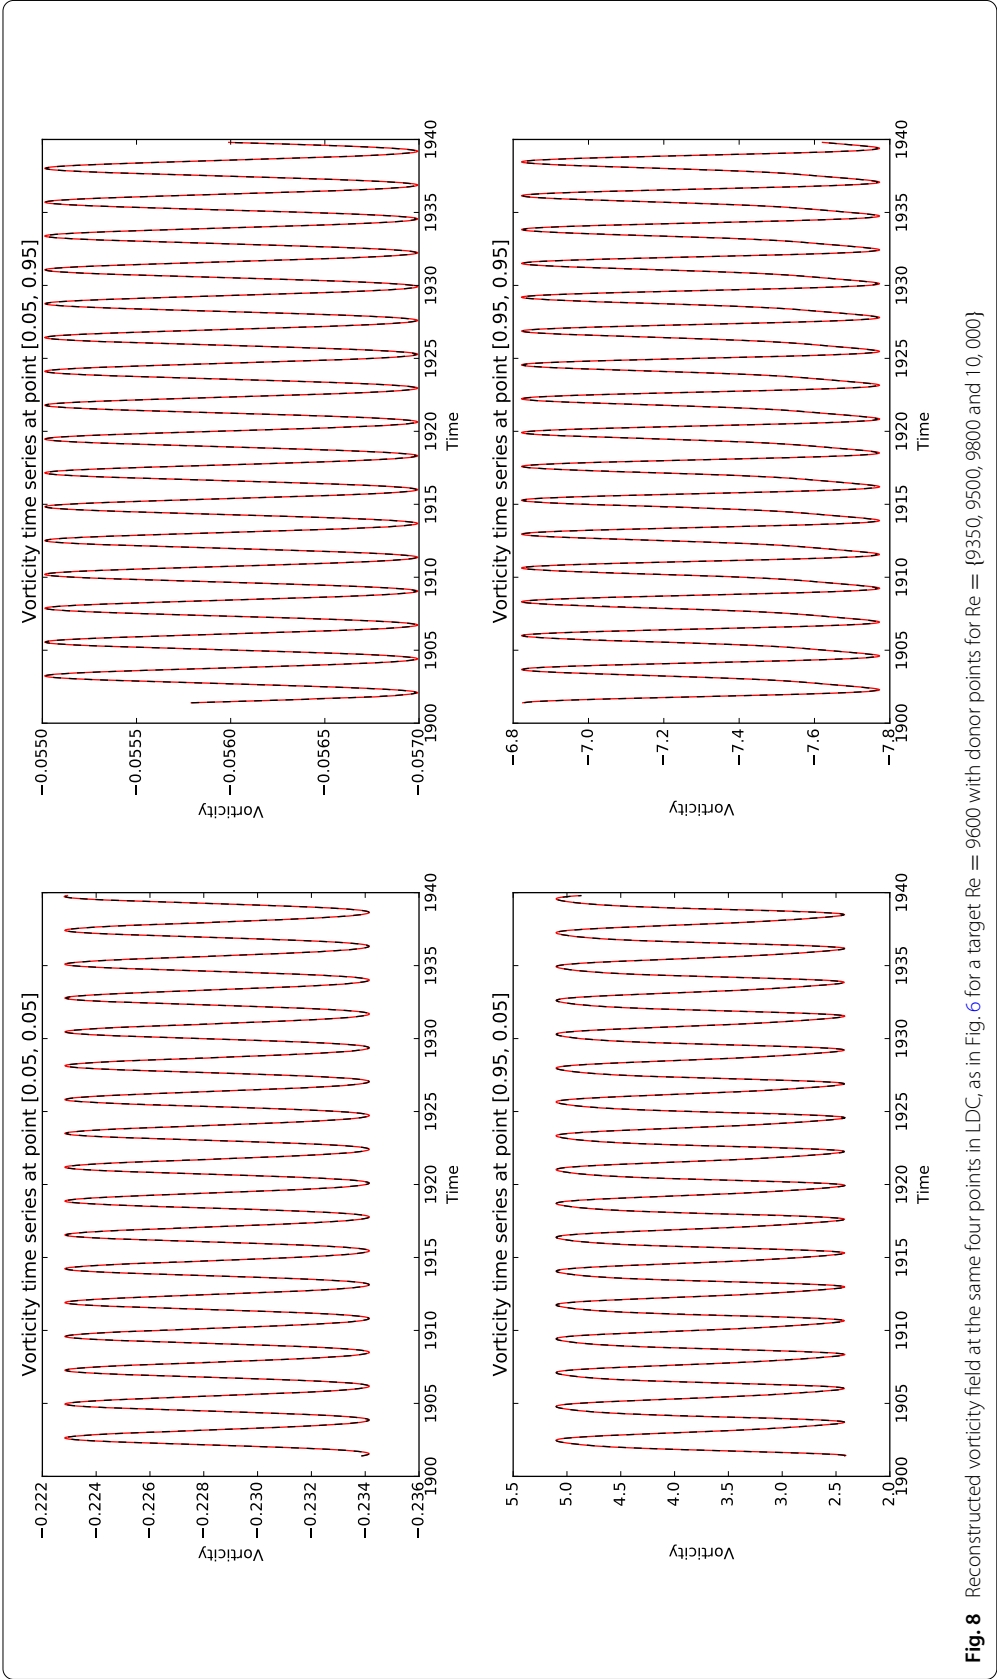 Vorticity time series at point [0.05, 0.05]
−0.222
−0.224
−0.226
−0.228
−0.230
−0.232
−0.234
−0.236
Vorticity
1900 1905 1910 1915 1920 1925 1930 1935 1940
Time
Vorticity time series at point [0.05, 0.95]
−0.0550
−0.0555
−0.0560
−0.0565
−0.0570
Vorticity
1900 1905 1910 1915 1920 1925 1930 1935 1940
Time
Vorticity time series at point [0.95, 0.05]
5.5
5.0
4.5
4.0
3.5
3.0
2.5
2.0
Vorticity
1900 1905 1910 1915 1920 1925 1930 1935 1940
Time
Vorticity time series at point [0.95, 0.95]
−6.8
−7.0
−7.2
−7.4
−7.6
−7.8
Vorticity
1900 1905 1910 1915 1920 1925 1930 1935 1940
Time
Fig. 8 Reconstructed vorticity field at the same four points in LDC, as in Fig. 6 for a target Re = 9600 with donor points for Re = {9350, 9500, 9800 and 10, 000}